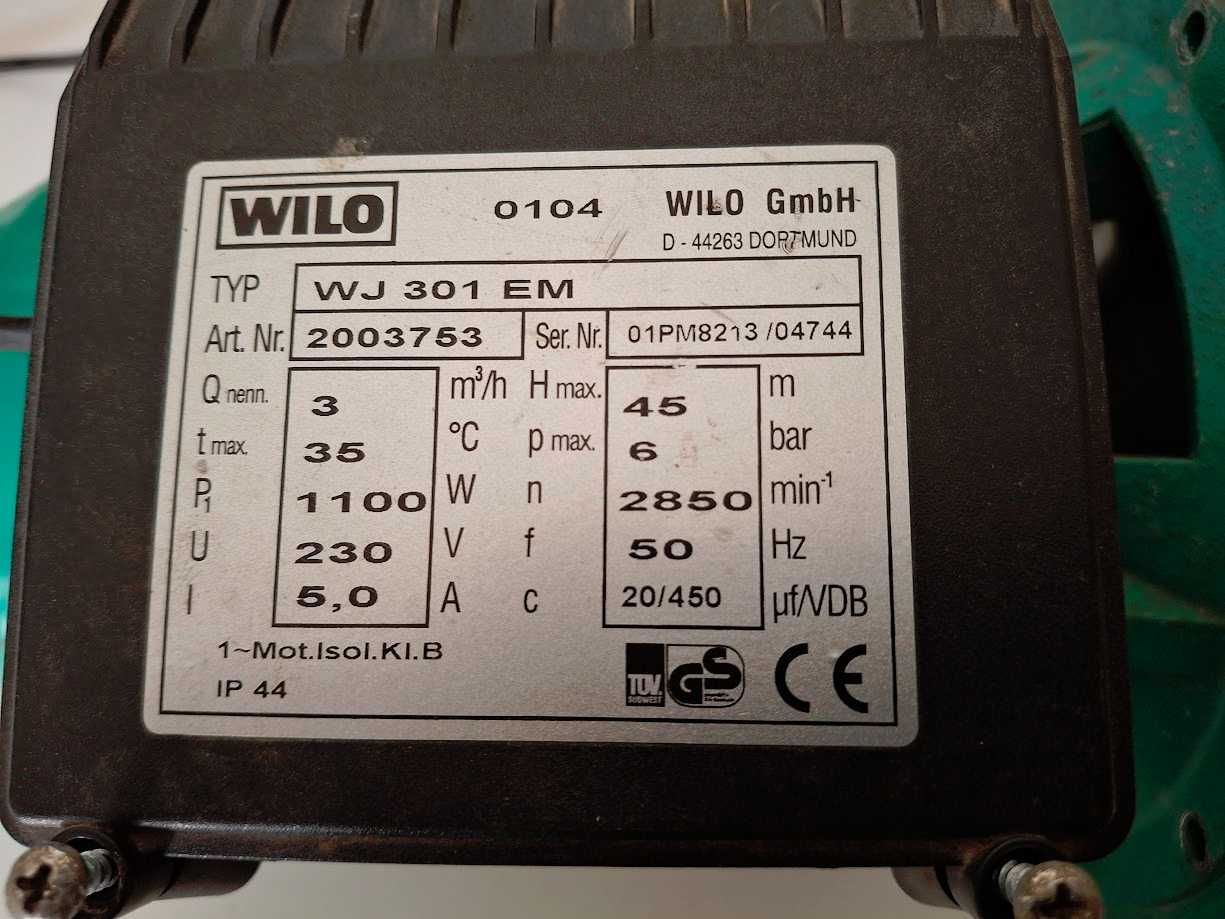 WILO 0104 WILO GmbH
D - 44263 DORTMUND
TYP WJ 301 EM
Art. Nr. 2003753 Ser. Nr. 01PM8213 /04744
Q nenn. 3 m³/h H max. 45 m
t max. 35 °C p max. 6 bar
P1 1100 W n 2850 min-1
U 230 V f 50 Hz
I 5,0 A c 20/450 µf/VDB
1~Mot.Isol.Kl.B
IP 44
TÜV GS CE
SÜDWEST